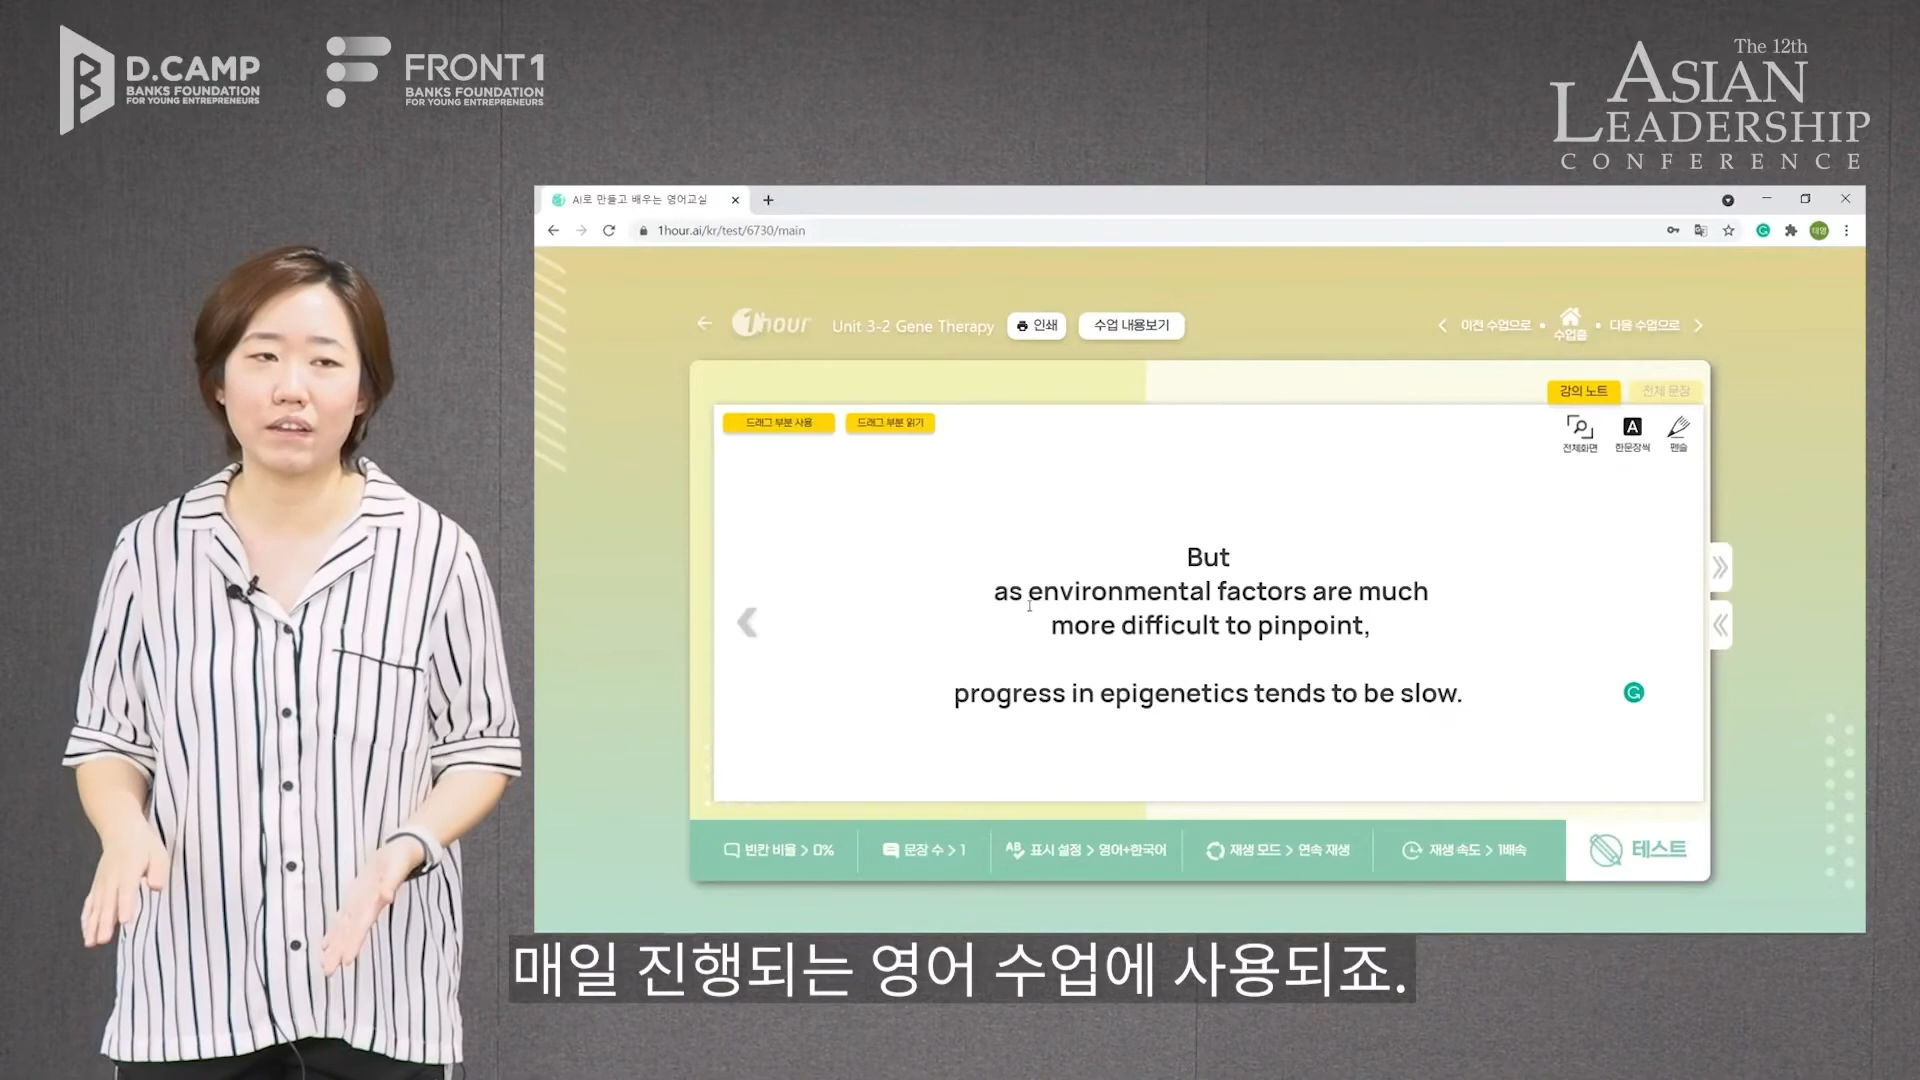 D.CAMP
BANKS FOUNDATION
FOR YOUNG ENTREPRENEURS
FRONT1
BANKS FOUNDATION
FOR YOUNG ENTREPRENEURS
The 12th
ASIAN
LEADERSHIP
CONFERENCE
AI로 만들고 배우는 영어교실
1hour.ai/kr/test/6730/main
태영
1hour
Unit 3-2 Gene Therapy
인쇄
수업 내용보기
이전 수업으로
수업홈
다음 수업으로
강의 노트
전체 문장
드래그 부분 사용
드래그 부분 읽기
전체화면
A
한문장씩
펜슬
But
as environmental factors are much
more difficult to pinpoint,
progress in epigenetics tends to be slow.
빈칸 비율 > 0%
문장 수 > 1
표시 설정 > 영어+한국어
재생 모드 > 연속 재생
재생 속도 > 1배속
테스트
매일 진행되는 영어 수업에 사용되죠.